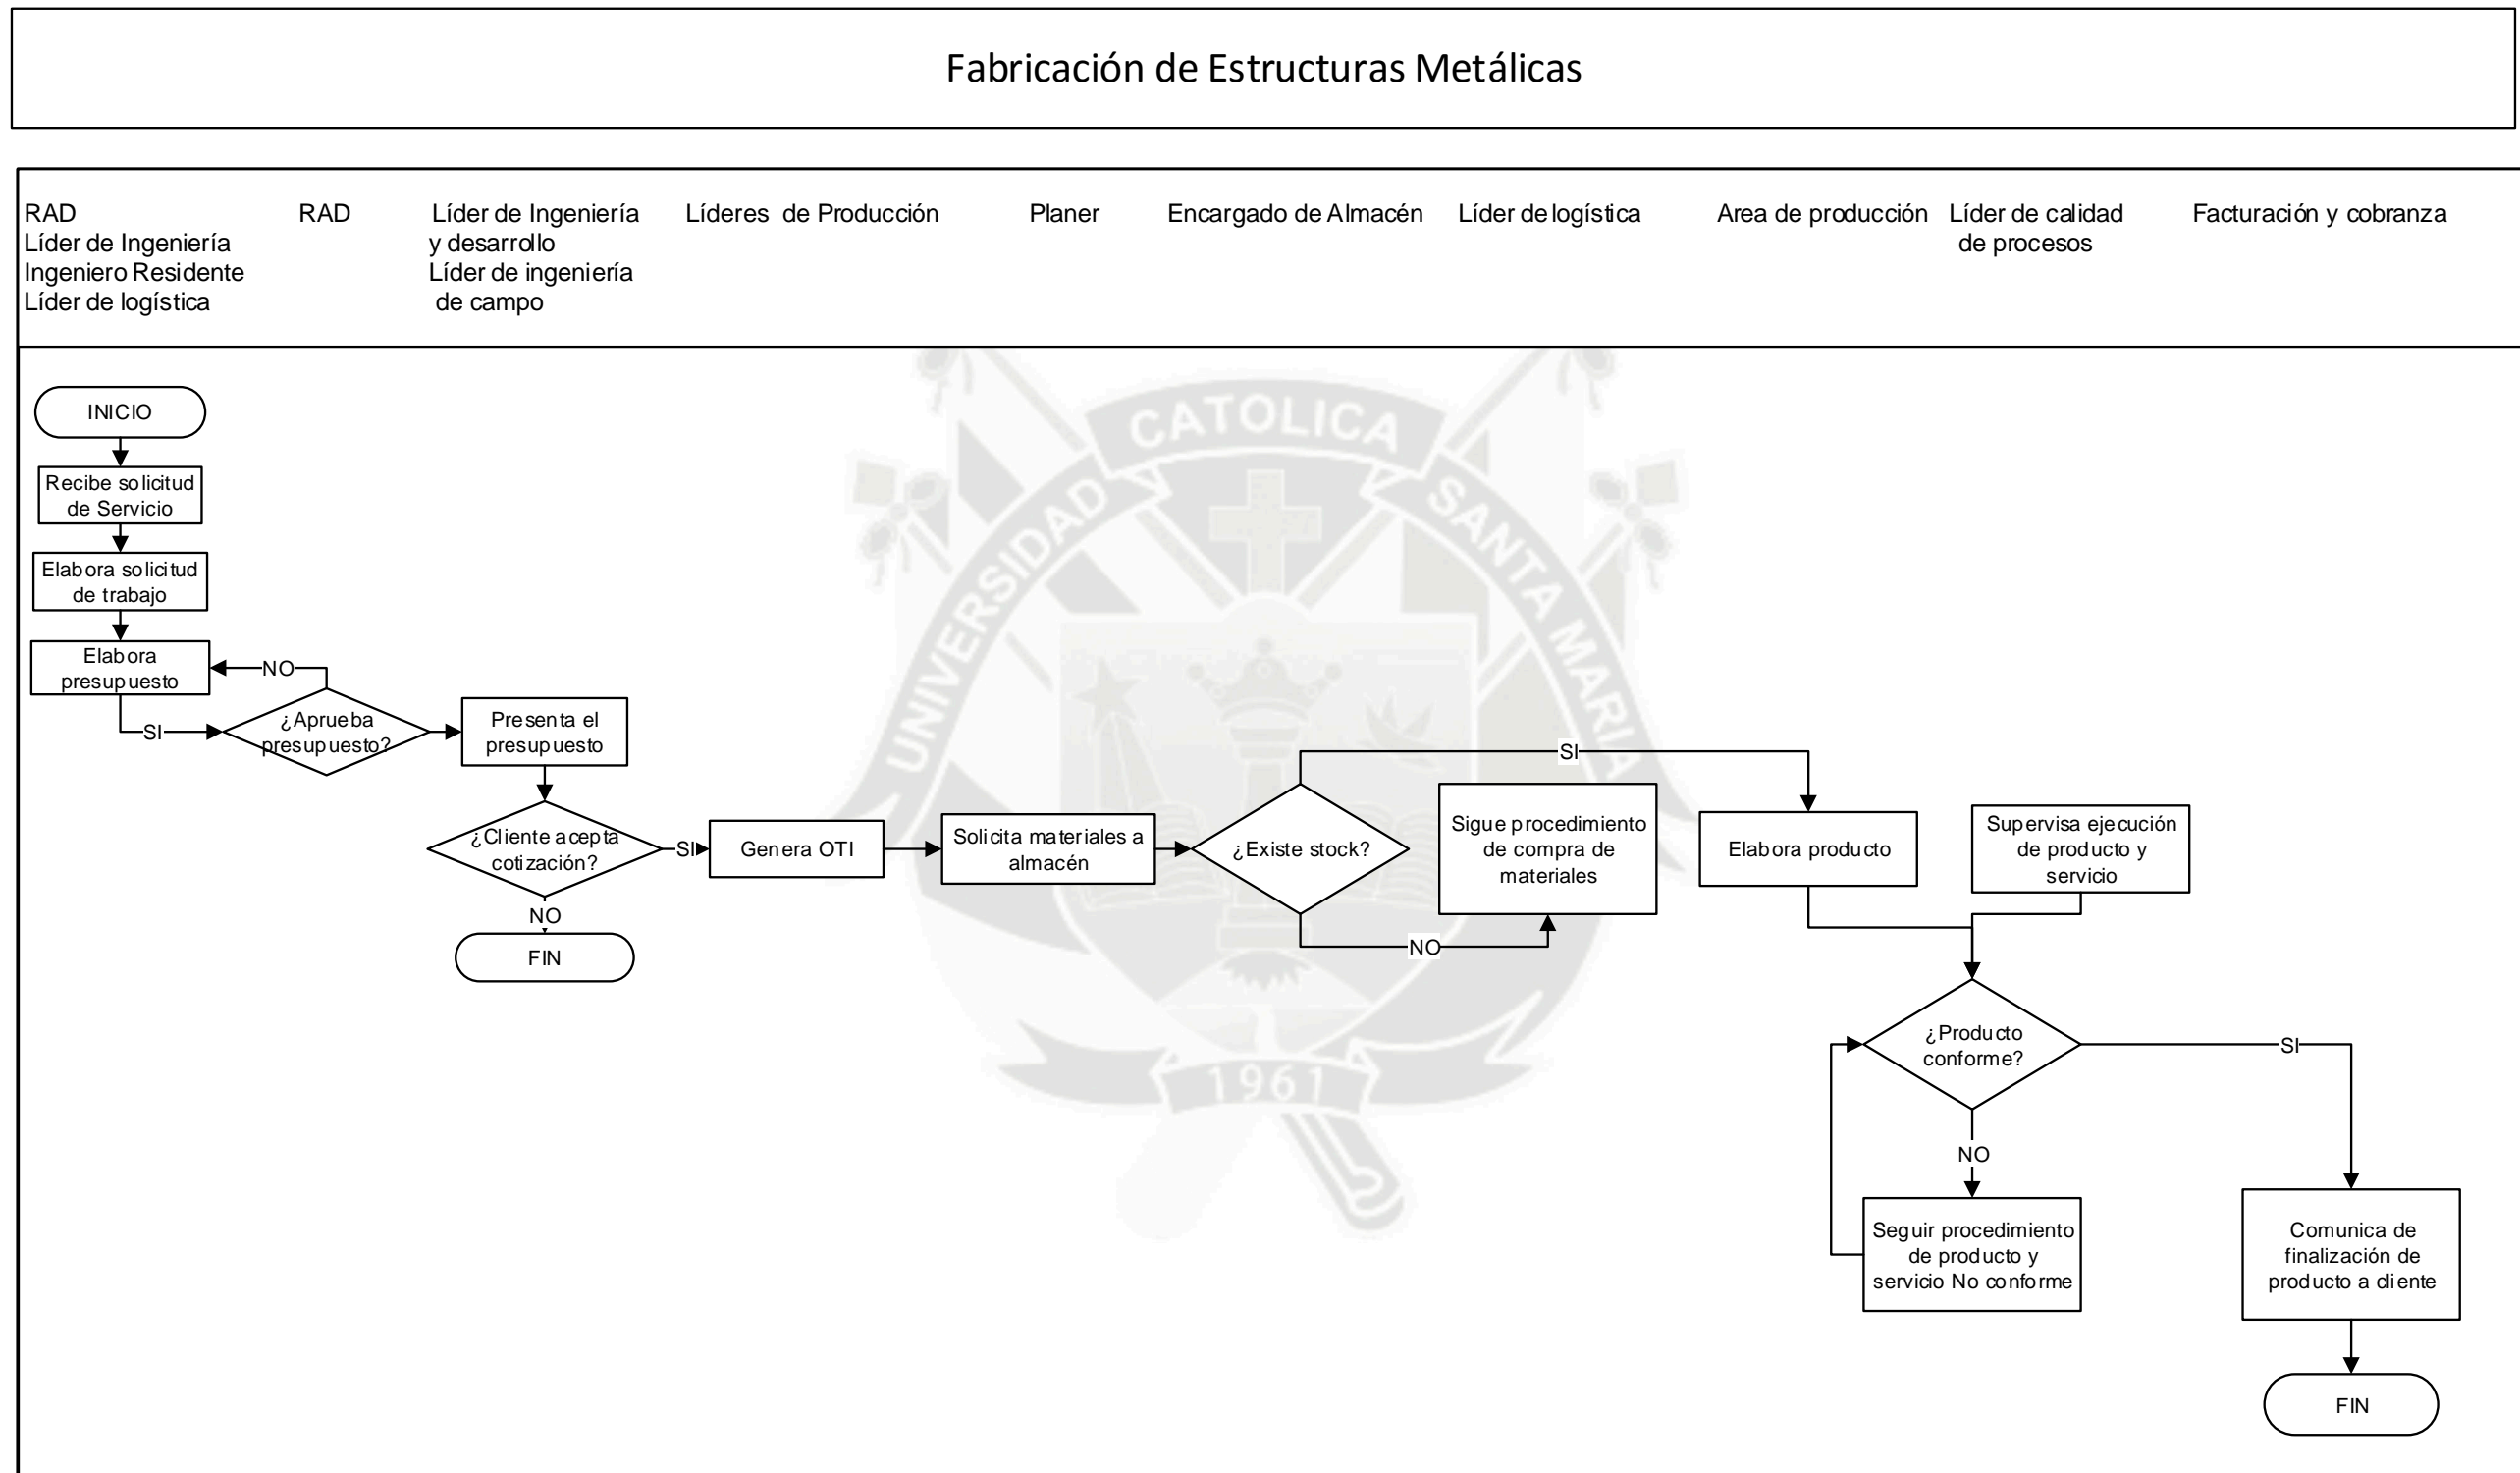 Fabricación de Estructuras Metálicas
RAD
Líder de Ingeniería
Ingeniero Residente
Líder de logística
RAD
Líder de Ingeniería
y desarrollo
Líder de ingeniería
de campo
Líderes de Producción
Planer
Encargado de Almacén
Líder de logística
Area de producción
Líder de calidad
de procesos
Facturación y cobranza
INICIO
Recibe solicitud
de Servicio
Elabora solicitud
de trabajo
Elabora
presupuesto
NO
SI
¿Aprueba
presupuesto?
Presenta el
presupuesto
¿Cliente acepta
cotización?
SI
NO
FIN
Genera OTI
Solicita materiales a
almacén
¿Existe stock?
SI
NO
Sigue procedimiento
de compra de
materiales
Elabora producto
Supervisa ejecución
de producto y
servicio
¿Producto
conforme?
SI
NO
Seguir procedimiento
de producto y
servicio No conforme
Comunica de
finalización de
producto a cliente
FIN
UNIVERSIDAD
CATOLICA
SANTA MARIA
1961